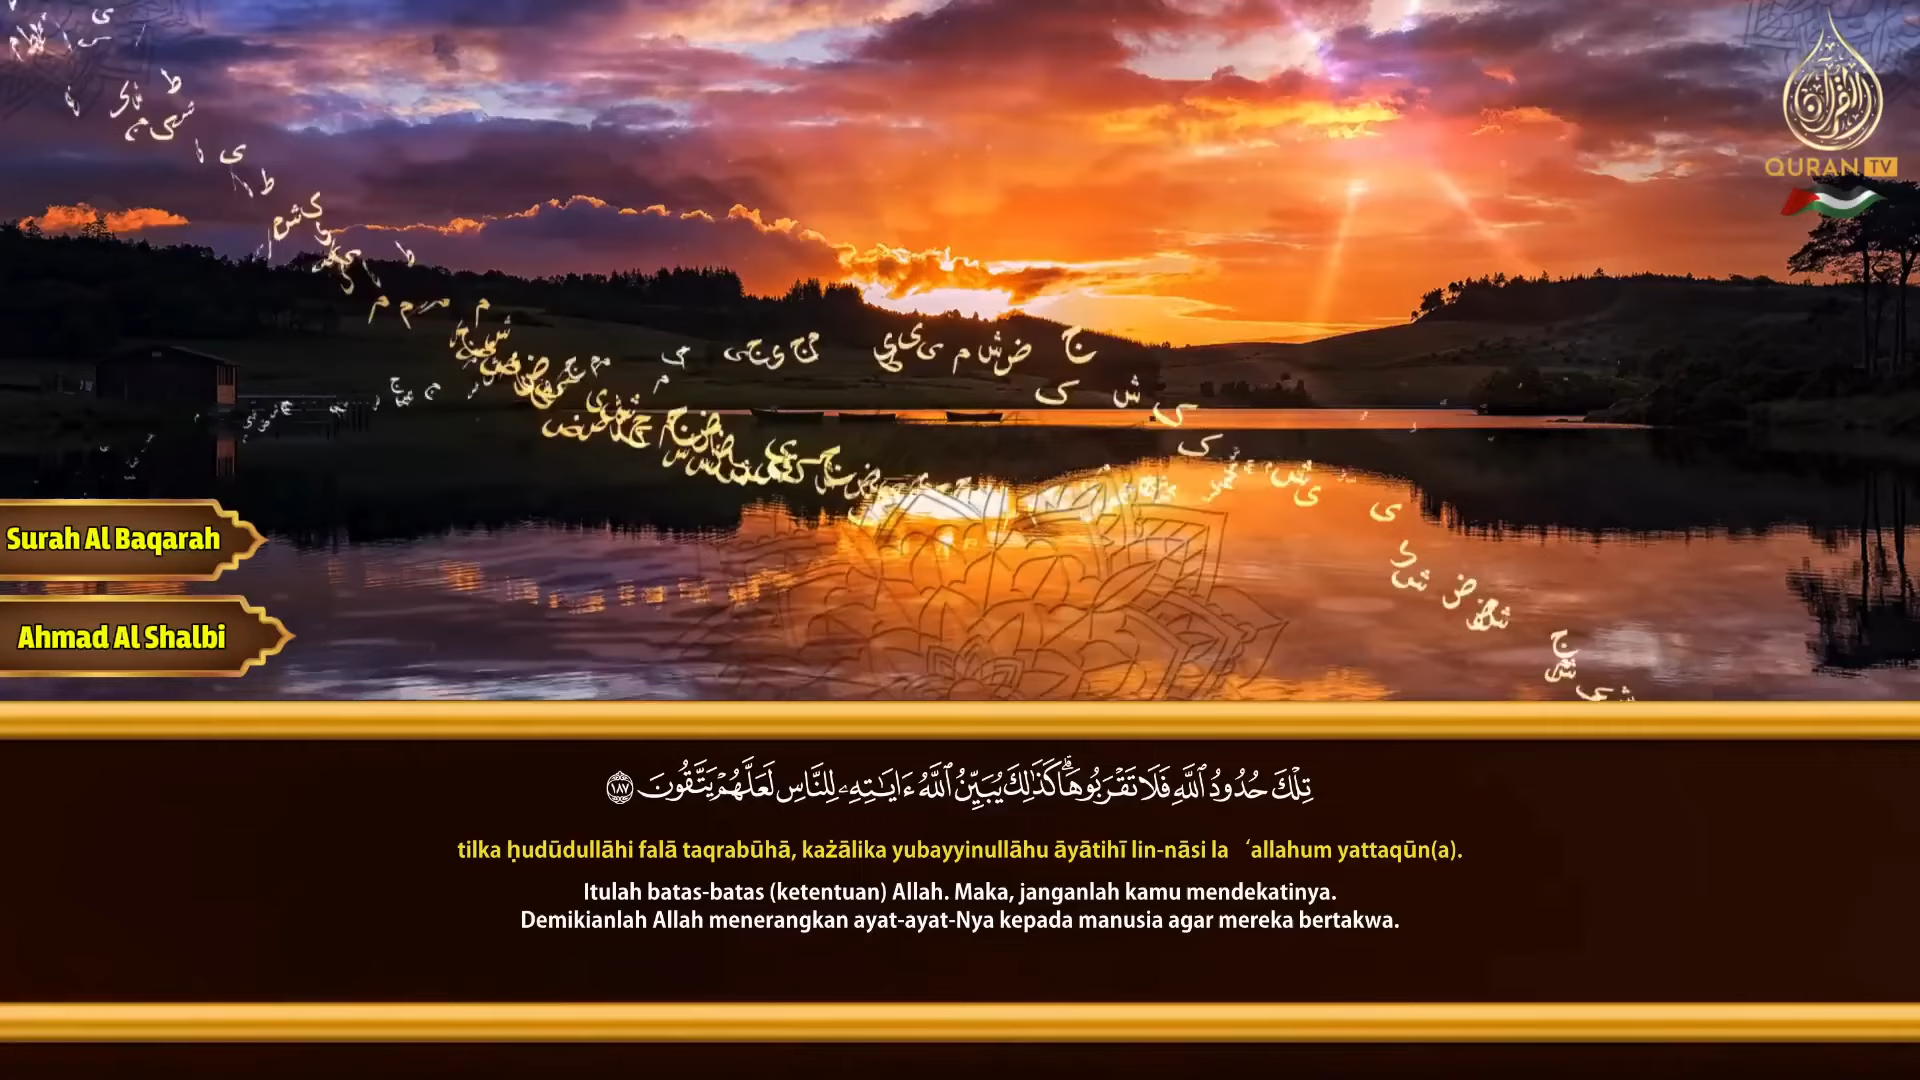 القرآن
QURAN TV
Surah Al Baqarah
Ahmad Al Shalbi
تِلْكَ حُدُودُ ٱللَّهِ فَلَا تَقْرَبُوهَا ۗ كَذَٰلِكَ يُبَيِّنُ ٱللَّهُ ءَايَٰتِهِۦ لِلنَّاسِ لَعَلَّهُمْ يَتَّقُونَ ١٨٧
tilka ḥudūdullāhi falā taqrabūhā, każālika yubayyinullāhu āyātihī lin-nāsi la ‘allahum yattaqūn(a).
Itulah batas-batas (ketentuan) Allah. Maka, janganlah kamu mendekatinya.
Demikianlah Allah menerangkan ayat-ayat-Nya kepada manusia agar mereka bertakwa.